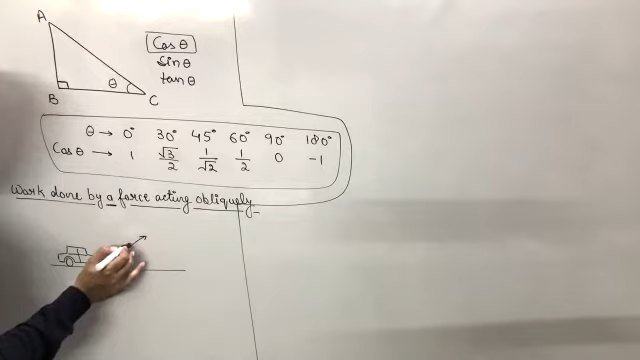 A
Cos θ
sin θ
tan θ
θ
B
C
θ → 0° 30° 45° 60° 90° 180°
Cos θ → 1 √3/2 1/√2 1/2 0 -1
Work done by a force acting obliquely